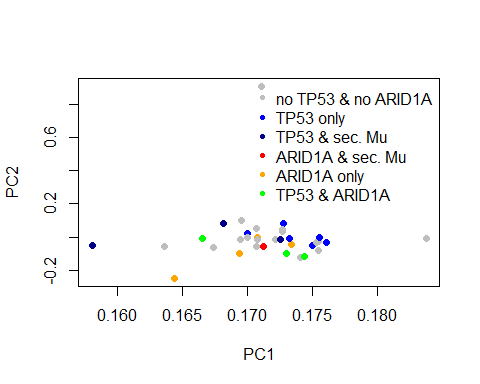 no TP53 & no ARID1A
TP53 only
TP53 & sec. Mu
ARID1A & sec. Mu
ARID1A only
TP53 & ARID1A
0.6
0.2
-0.2
PC2
0.160 0.165 0.170 0.175 0.180
PC1